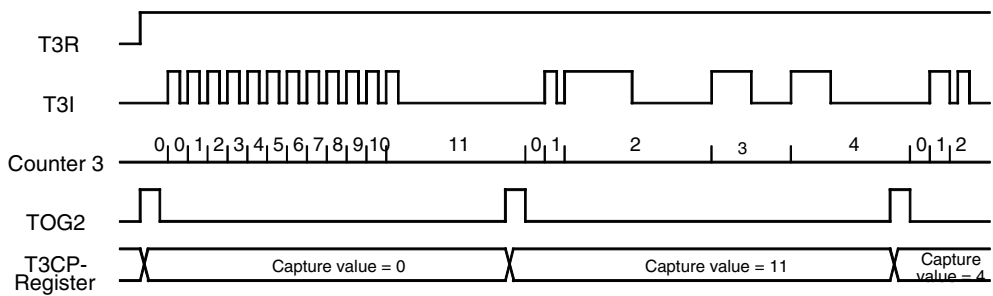 T3R
T3I
Counter 3
0 0 1 2 3 4 5 6 7 8 9 10 11 0 1 2 3 4 0 1 2
TOG2
T3CP-
Register
Capture value = 0
Capture value = 11
Capture
value = 4